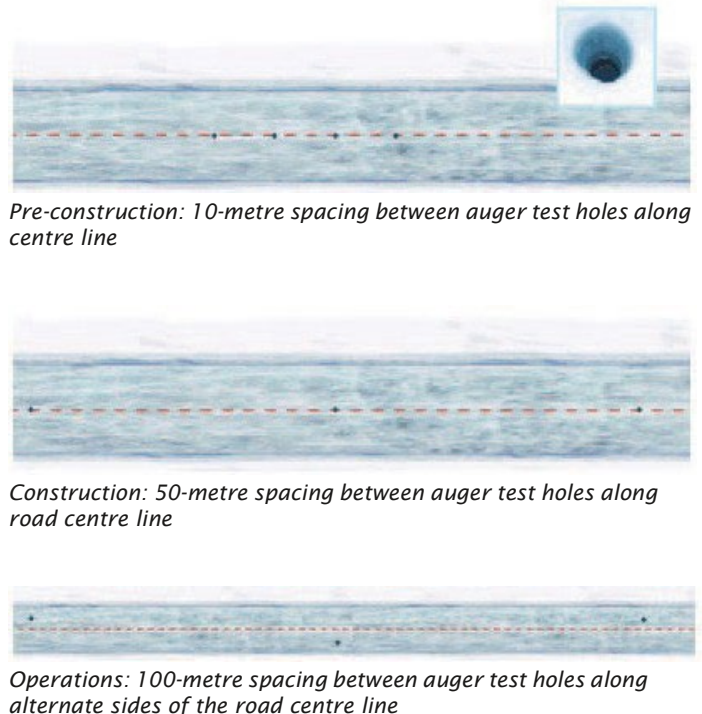 Pre-construction: 10-metre spacing between auger test holes along
centre line
Construction: 50-metre spacing between auger test holes along
road centre line
Operations: 100-metre spacing between auger test holes along
alternate sides of the road centre line